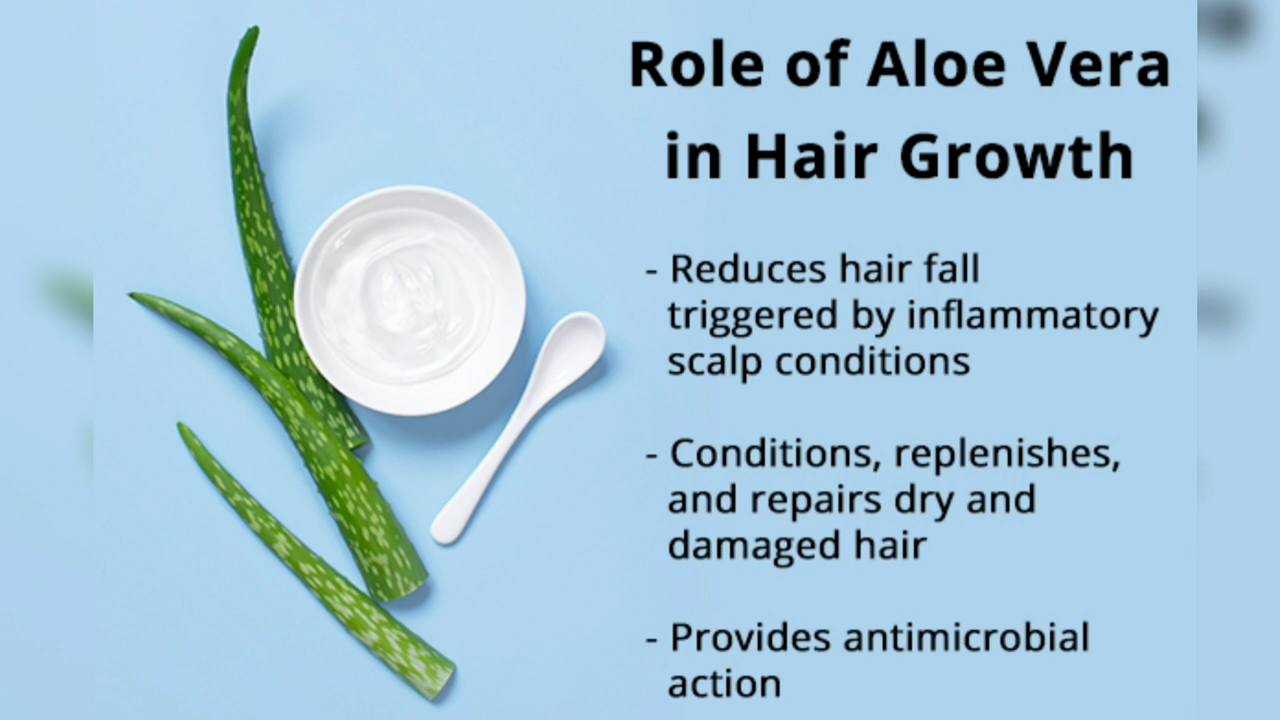 Role of Aloe Vera
in Hair Growth
- Reduces hair fall
triggered by inflammatory
scalp conditions
- Conditions, replenishes,
and repairs dry and
damaged hair
- Provides antimicrobial
action